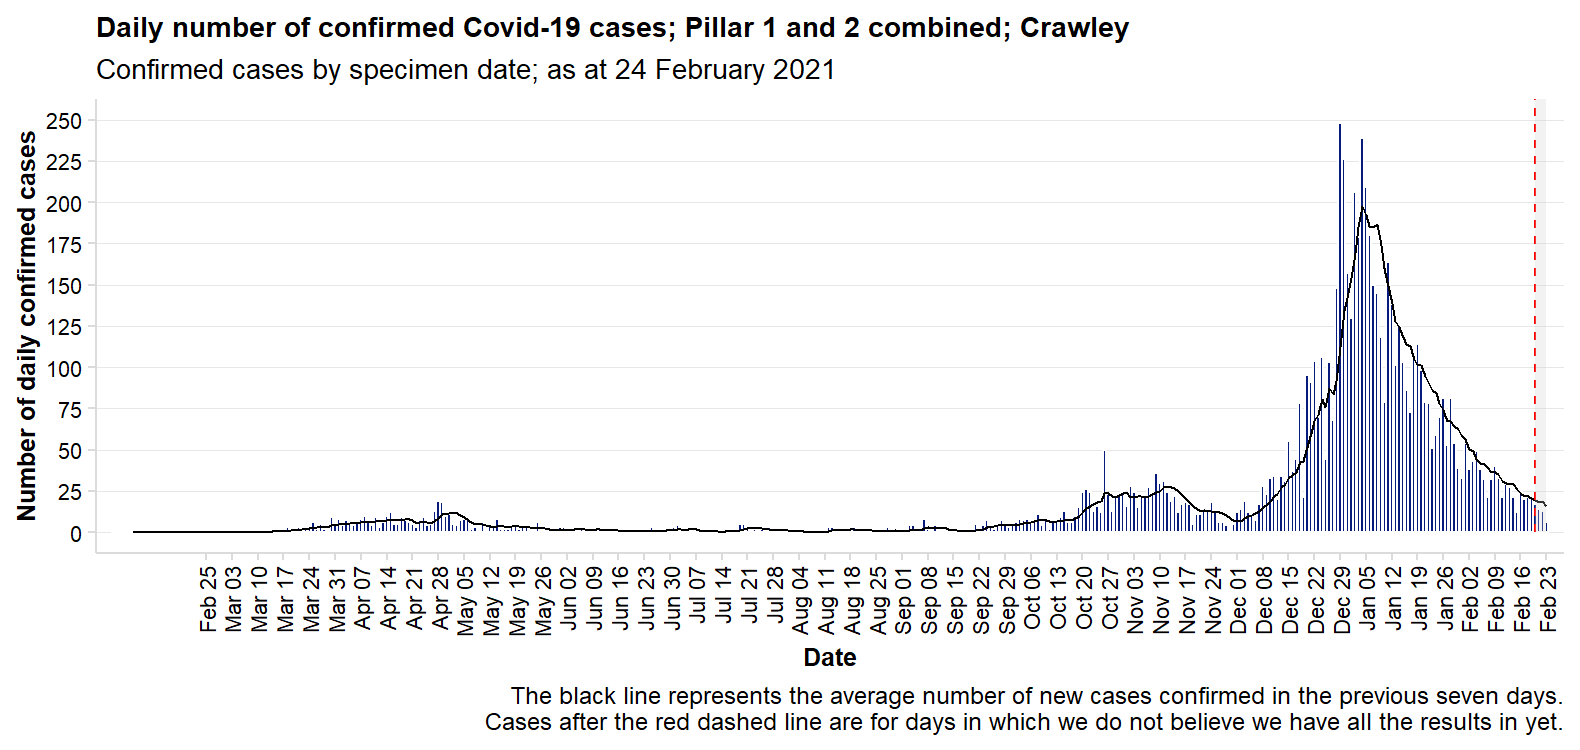 Daily number of confirmed Covid-19 cases; Pillar 1 and 2 combined; Crawley
Confirmed cases by specimen date; as at 24 February 2021
Number of daily confirmed cases
250
225
200
175
150
125
100
75
50
25
0
Feb 25
Mar 03
Mar 10
Mar 17
Mar 24
Mar 31
Apr 07
Apr 14
Apr 21
Apr 28
May 05
May 12
May 19
May 26
Jun 02
Jun 09
Jun 16
Jun 23
Jun 30
Jul 07
Jul 14
Jul 21
Jul 28
Aug 04
Aug 11
Aug 18
Aug 25
Sep 01
Sep 08
Sep 15
Sep 22
Sep 29
Oct 06
Oct 13
Oct 20
Oct 27
Nov 03
Nov 10
Nov 17
Nov 24
Dec 01
Dec 08
Dec 15
Dec 22
Dec 29
Jan 05
Jan 12
Jan 19
Jan 26
Feb 02
Feb 09
Feb 16
Feb 23
Date
The black line represents the average number of new cases confirmed in the previous seven days.
Cases after the red dashed line are for days in which we do not believe we have all the results in yet.